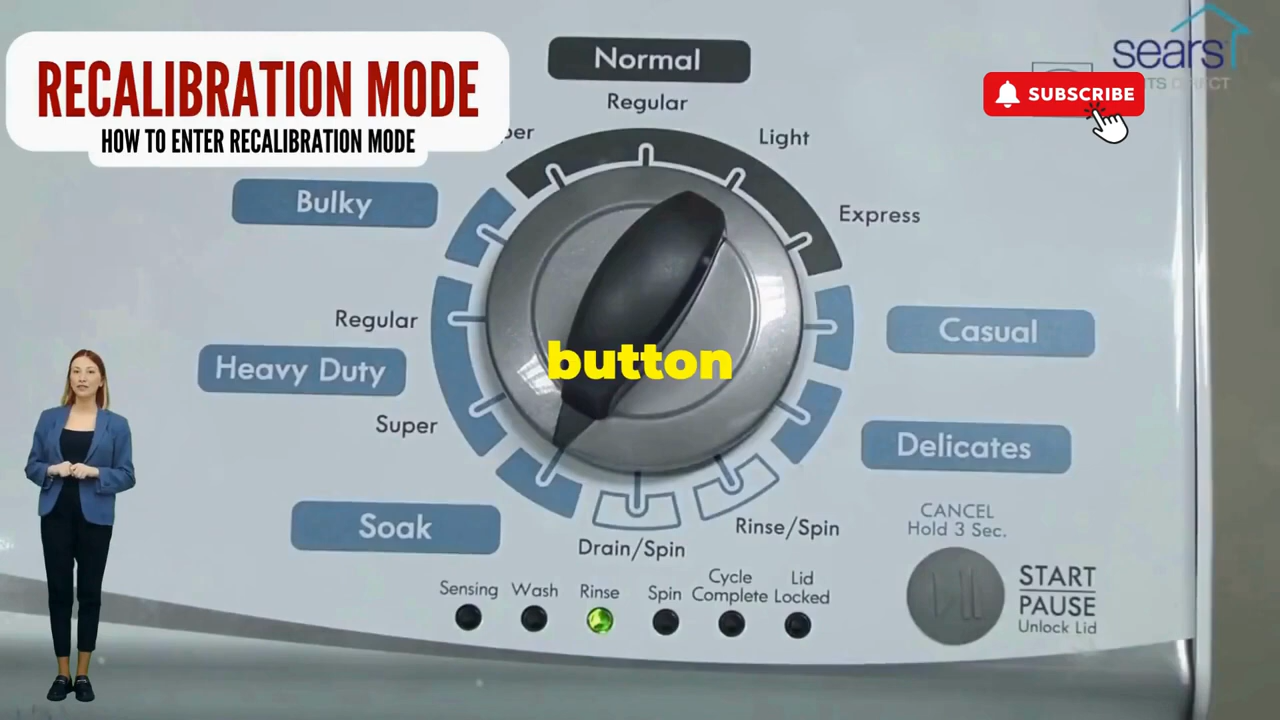 RECALIBRATION MODE
HOW TO ENTER RECALIBRATION MODE
sears
DIRECT
SUBSCRIBE
Normal
Regular
Light
Express
Bulky
Regular
Heavy Duty
Super
Casual
Delicates
button
Soak
Drain/Spin
Rinse/Spin
CANCEL
Hold 3 Sec.
START
PAUSE
Unlock Lid
Sensing
Wash
Rinse
Spin
Cycle
Complete
Lid
Locked